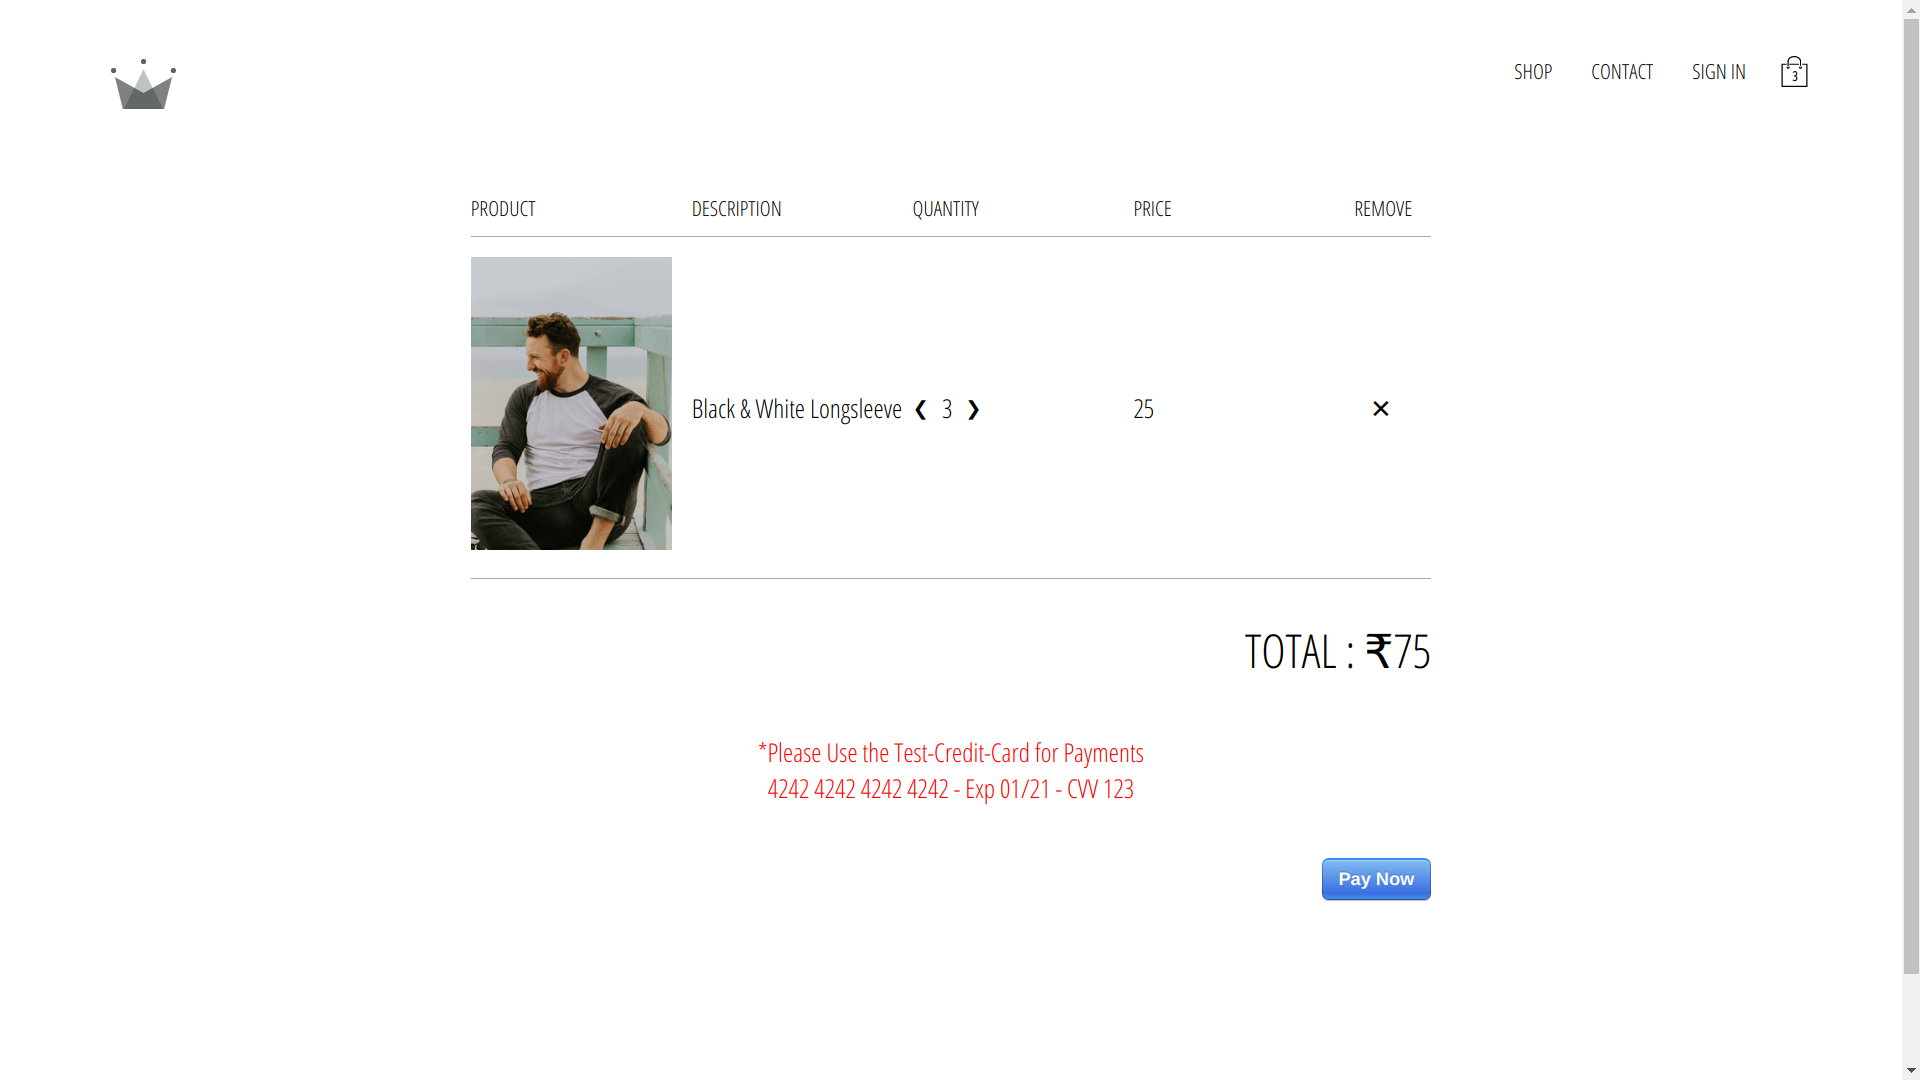 SHOP CONTACT SIGN IN 3
PRODUCT DESCRIPTION QUANTITY PRICE REMOVE
Black & White Longsleeve ❮ 3 ❯ 25 ✕
TOTAL : ₹75
*Please Use the Test-Credit-Card for Payments
4242 4242 4242 4242 - Exp 01/21 - CVV 123
Pay Now